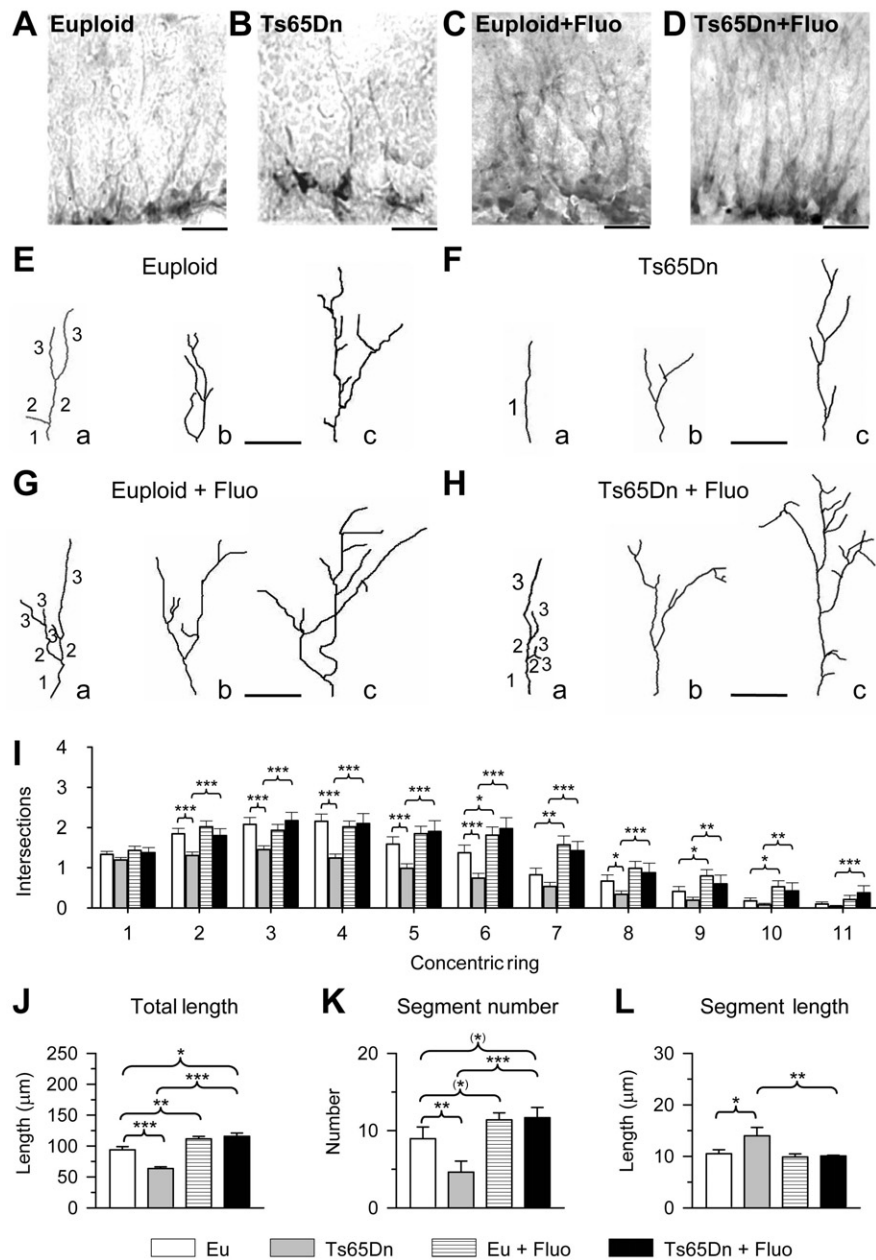 A Euploid
B Ts65Dn
C Euploid+Fluo
D Ts65Dn+Fluo
E Euploid
3 3 2 2 1 a b c
F Ts65Dn
1 a b c
G Euploid + Fluo
3 3 3 3 2 2 1 a b c
H Ts65Dn + Fluo
3 3 2 3 2 3 1 a b c
I
Intersections
4
3
2
1
0
*** *** *** *** *** *** *** *** *** * *** ** *** * *** * ** * ** ***
1 2 3 4 5 6 7 8 9 10 11
Concentric ring
J Total length
Length (µm)
250
200
150
100
50
0
*
***
**
***
K Segment number
Number
20
10
0
(*)
***
(*)
**
L Segment length
Length (µm)
30
20
10
0
**
*
Eu Ts65Dn Eu + Fluo Ts65Dn + Fluo